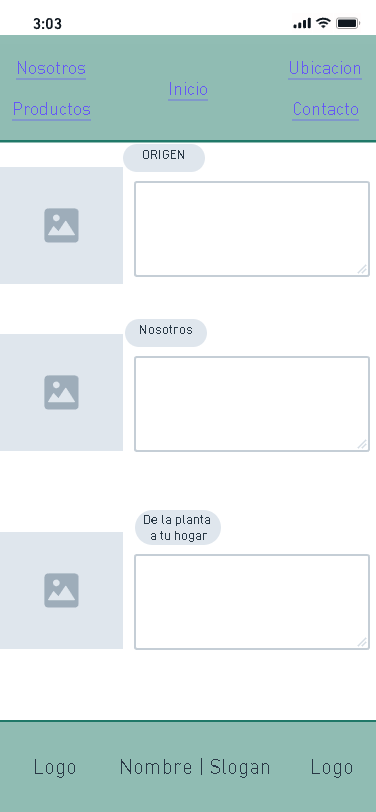 3:03
Nosotros
Ubicacion
Inicio
Productos
Contacto
ORIGEN
Nosotros
De la planta
a tu hogar
Logo
Nombre | Slogan
Logo